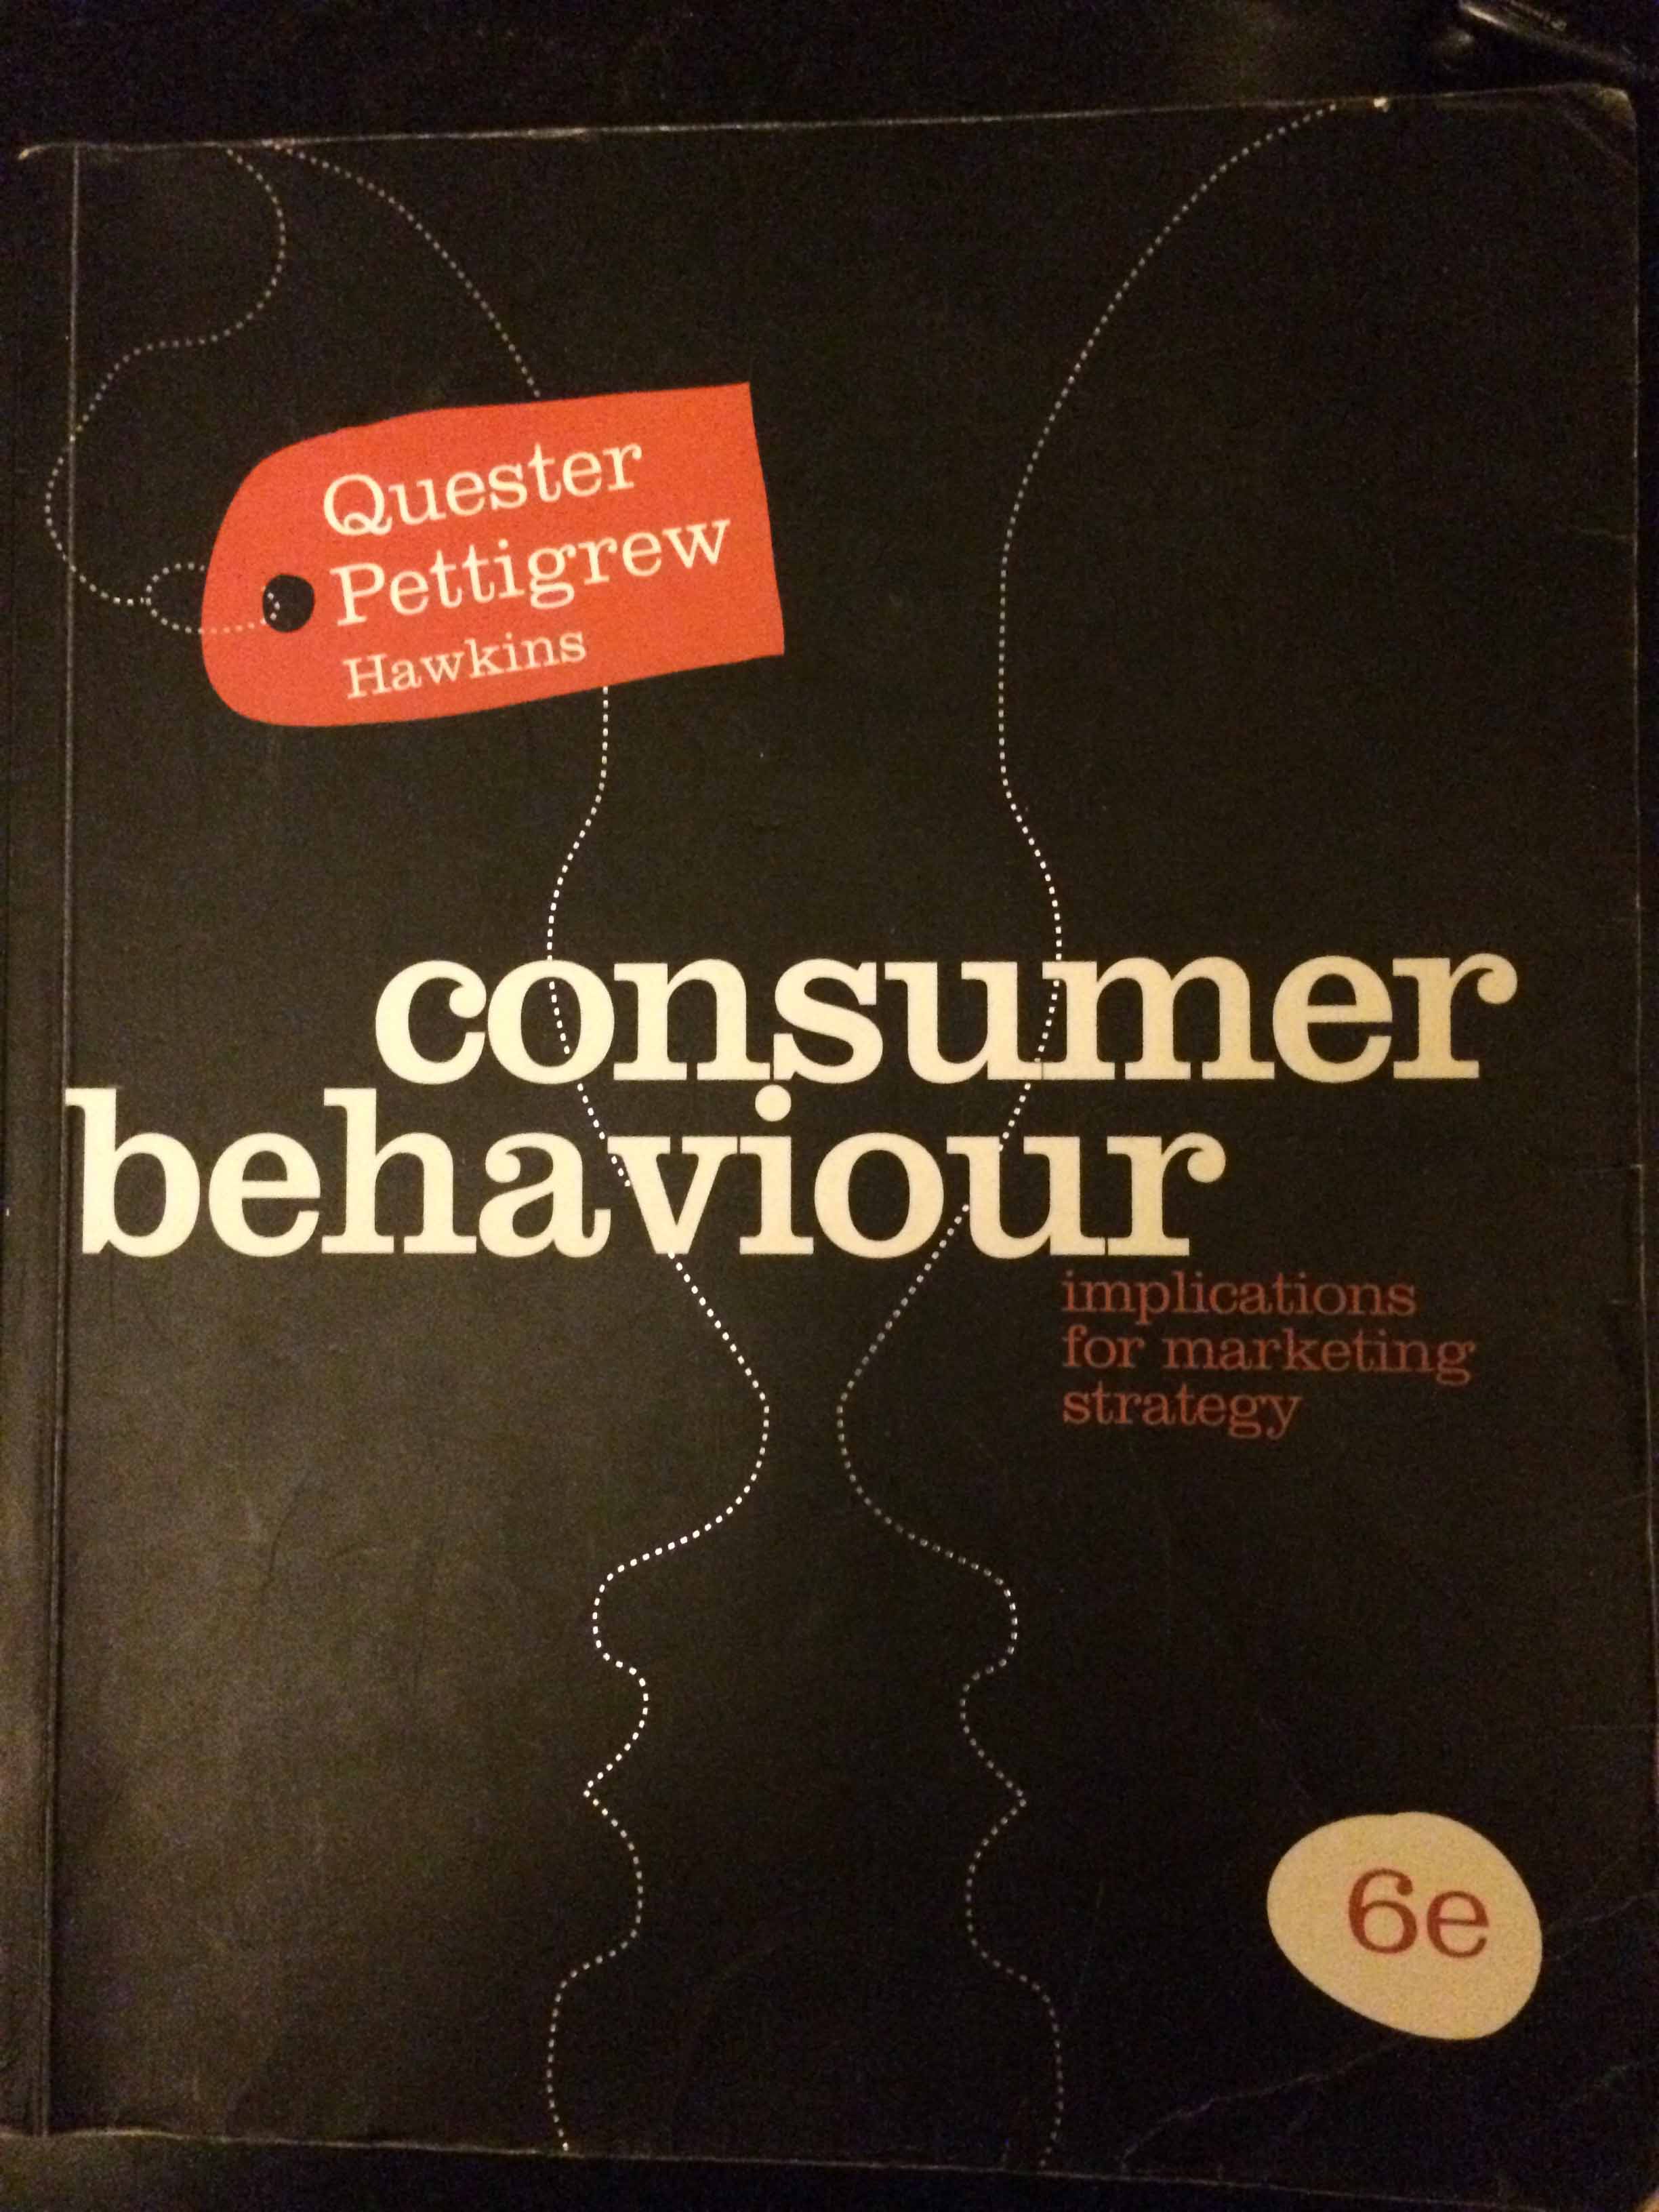 Quester
Pettigrew
Hawkins
consumer
behaviour
implications
for marketing
strategy
6e